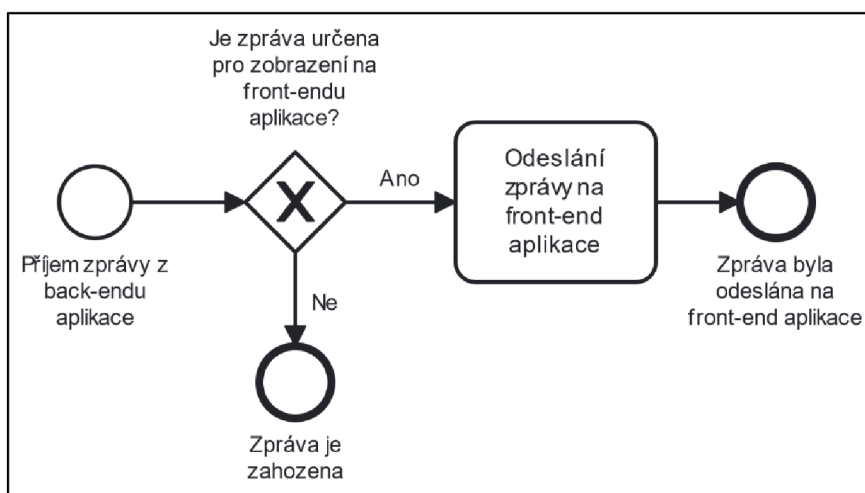 Je zpráva určena
pro zobrazení na
front-endu
aplikace?
Ano
Odeslání
zprávy na
front-end
aplikace
Příjem zprávy z
back-endu
aplikace
Ne
Zpráva byla
odeslána na
front-end aplikace
Zpráva je
zahozena